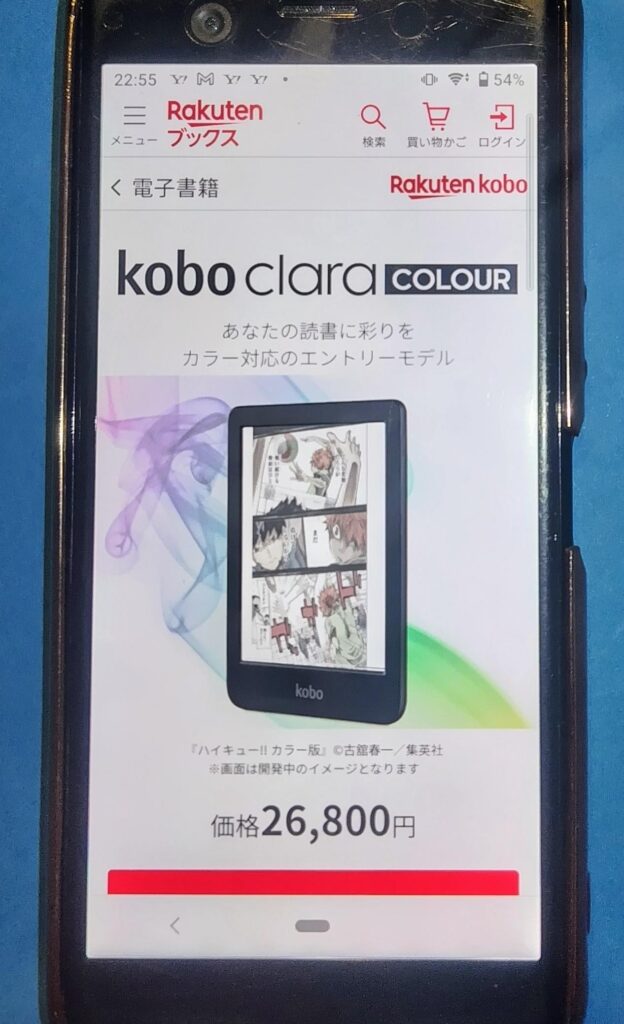 22:55 Y! M Y! Y! • 54%
Rakuten
ブックス
メニュー 検索 買い物かご ログイン
電子書籍 Rakuten kobo
kobo clara COLOUR
あなたの読書に彩りを
カラー対応のエントリーモデル
まだ
kobo
『ハイキュー!! カラー版』©古舘春一／集英社
※画面は開発中のイメージとなります
価格26,800円